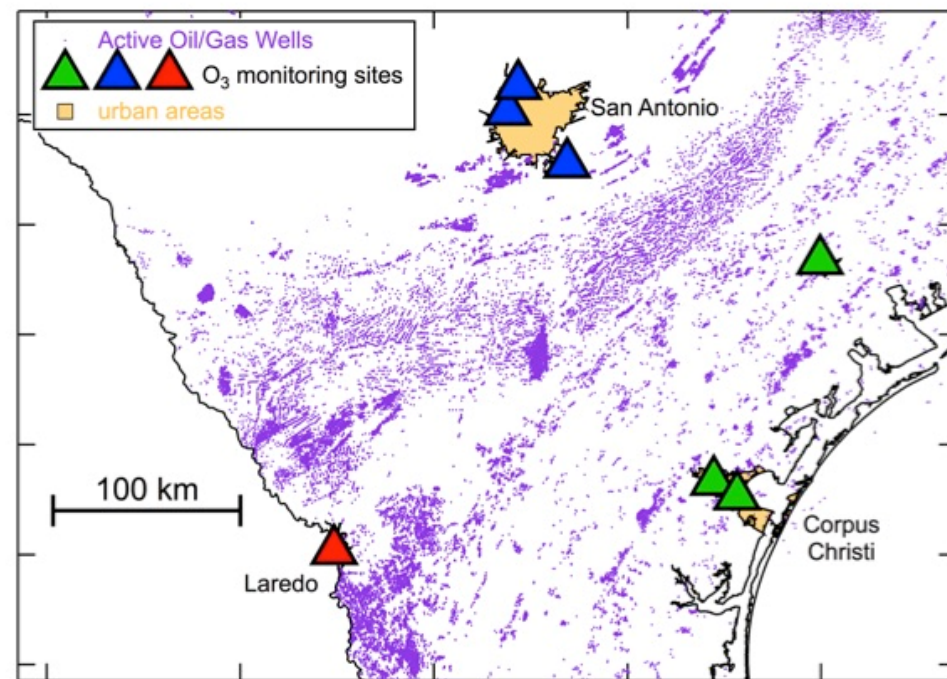 Active Oil/Gas Wells
O₃ monitoring sites
urban areas
San Antonio
100 km
Laredo
Corpus
Christi